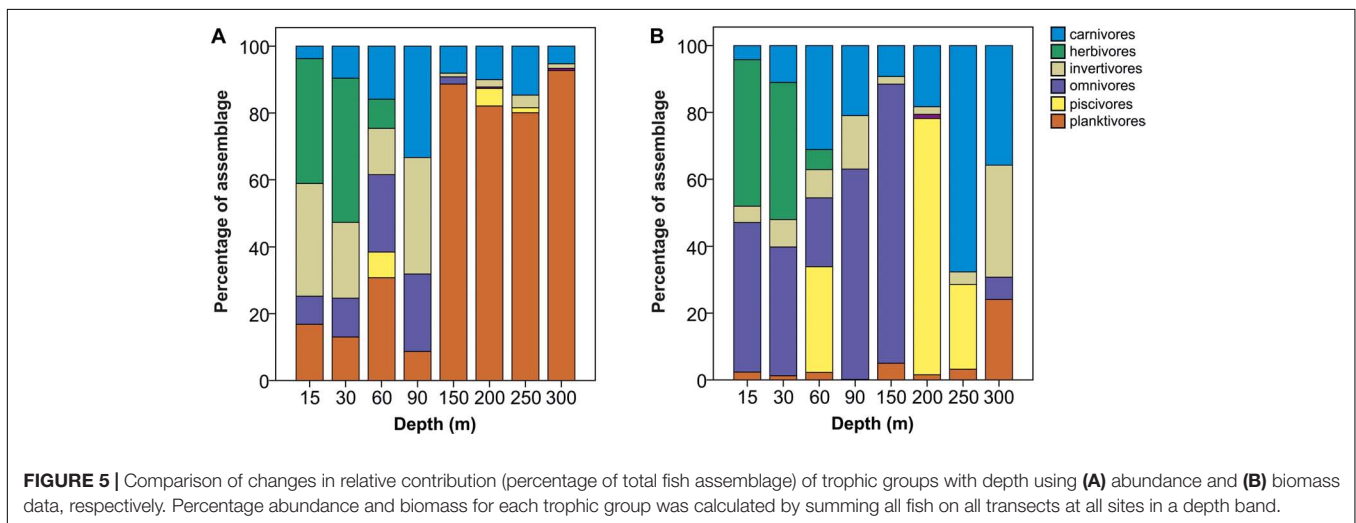 A
Percentage of assemblage
100
80
60
40
20
0
15 30 60 90 150 200 250 300
Depth (m)
B
Percentage of assemblage
100
80
60
40
20
0
15 30 60 90 150 200 250 300
Depth (m)
carnivores
herbivores
invertivores
omnivores
piscivores
planktivores
FIGURE 5 | Comparison of changes in relative contribution (percentage of total fish assemblage) of trophic groups with depth using (A) abundance and (B) biomass
data, respectively. Percentage abundance and biomass for each trophic group was calculated by summing all fish on all transects at all sites in a depth band.